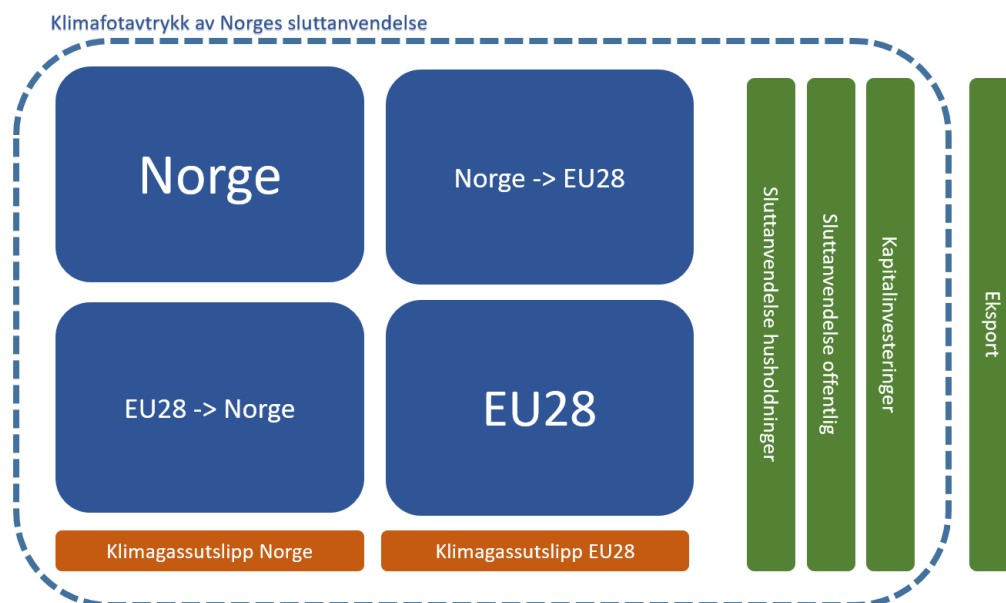 Klimafotavtrykk av Norges sluttanvendelse
Norge
Norge -> EU28
EU28 -> Norge
EU28
Klimagassutslipp Norge
Klimagassutslipp EU28
Sluttanvendelse husholdninger
Sluttanvendelse offentlig
Kapitalinvesteringer
Eksport